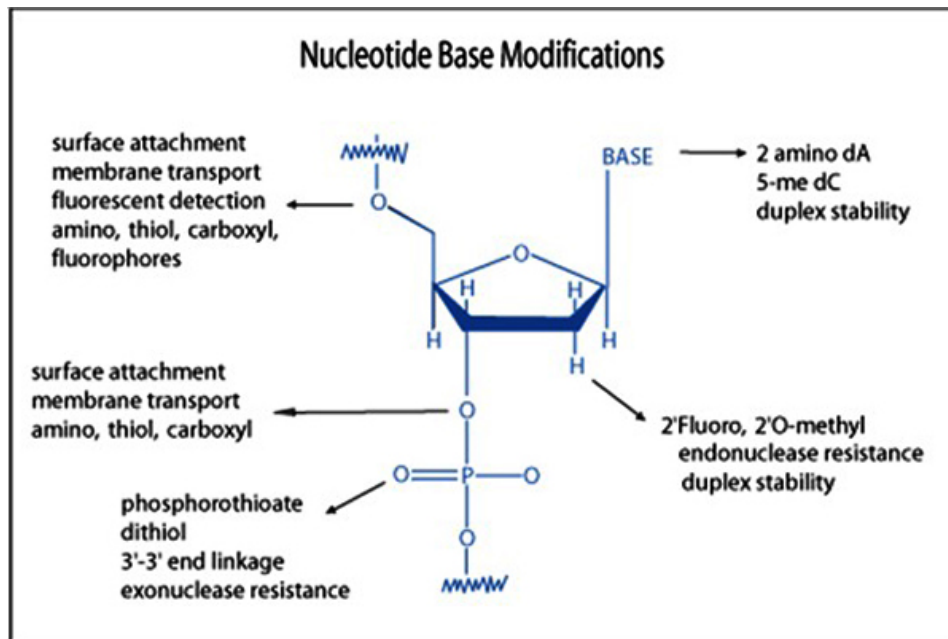 Nucleotide Base Modifications
surface attachment
membrane transport
fluorescent detection
amino, thiol, carboxyl,
fluorophores
BASE
2 amino dA
5-me dC
duplex stability
O
O
H
H
H
H
H
surface attachment
membrane transport
amino, thiol, carboxyl
O
2'Fluoro, 2'O-methyl
endonuclease resistance
duplex stability
O P O
phosphorothioate
dithiol
3'-3' end linkage
exonuclease resistance
O